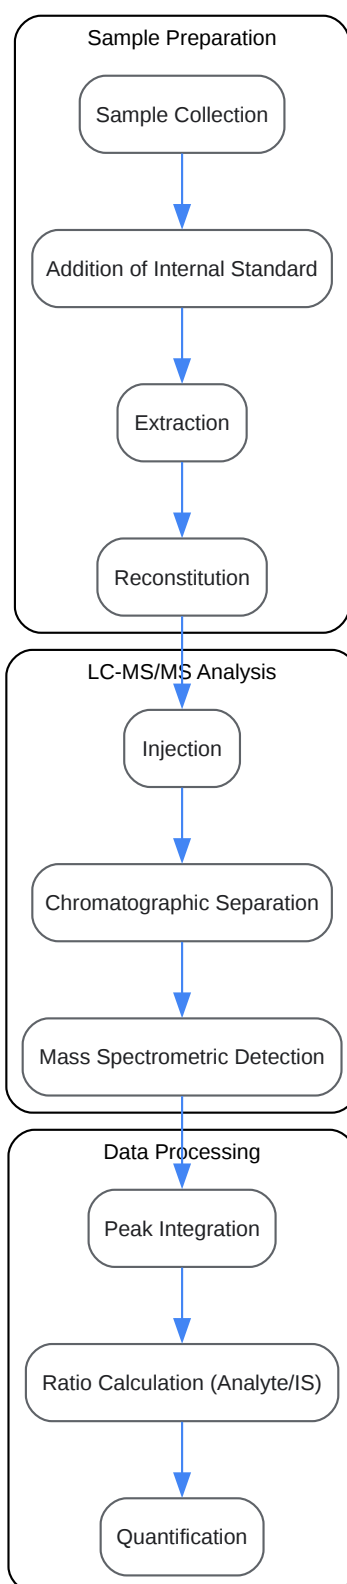 Sample Preparation
Sample Collection
Addition of Internal Standard
Extraction
Reconstitution
LC-MS/MS Analysis
Injection
Chromatographic Separation
Mass Spectrometric Detection
Data Processing
Peak Integration
Ratio Calculation (Analyte/IS)
Quantification